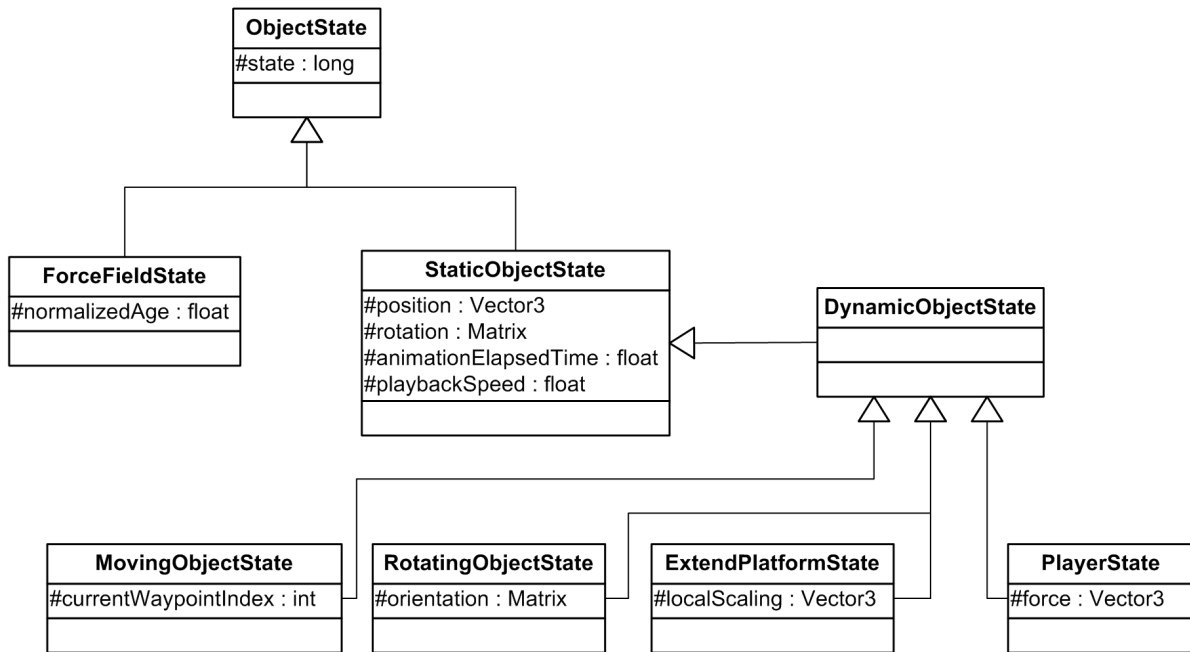 ObjectState
#state : long
ForceFieldState
#normalizedAge : float
StaticObjectState
#position : Vector3
#rotation : Matrix
#animationElapsedTime : float
#playbackSpeed : float
DynamicObjectState
MovingObjectState
#currentWaypointIndex : int
RotatingObjectState
#orientation : Matrix
ExtendPlatformState
#localScaling : Vector3
PlayerState
#force : Vector3